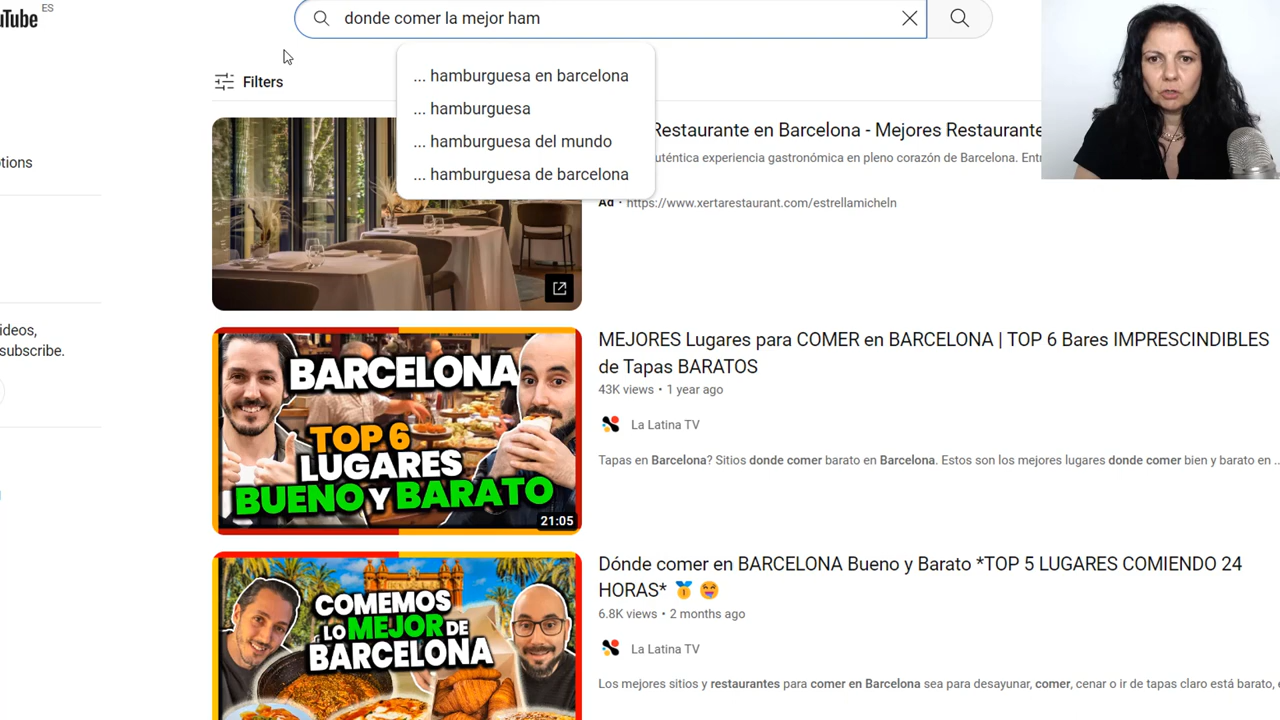 uTube ES
donde comer la mejor ham
... hamburguesa en barcelona
... hamburguesa
... hamburguesa del mundo
... hamburguesa de barcelona
Filters
Restaurante en Barcelona - Mejores Restaurante
uténtica experiencia gastronómica en pleno corazón de Barcelona. Entr
Ad · https://www.xertarestaurant.com/estrellamicheln
ptions
ideos,
subscribe.
BARCELONA
TOP 6
LUGARES
BUENO Y BARATO
21:05
MEJORES Lugares para COMER en BARCELONA | TOP 6 Bares IMPRESCINDIBLES
de Tapas BARATOS
43K views • 1 year ago
La Latina TV
Tapas en Barcelona? Sitios donde comer barato en Barcelona. Estos son los mejores lugares donde comer bien y barato en ...
COMEMOS
LO MEJOR DE
BARCELONA
Dónde comer en BARCELONA Bueno y Barato *TOP 5 LUGARES COMIENDO 24
HORAS* 🥇 😝
6.8K views • 2 months ago
La Latina TV
Los mejores sitios y restaurantes para comer en Barcelona sea para desayunar, comer, cenar o ir de tapas claro está barato, e